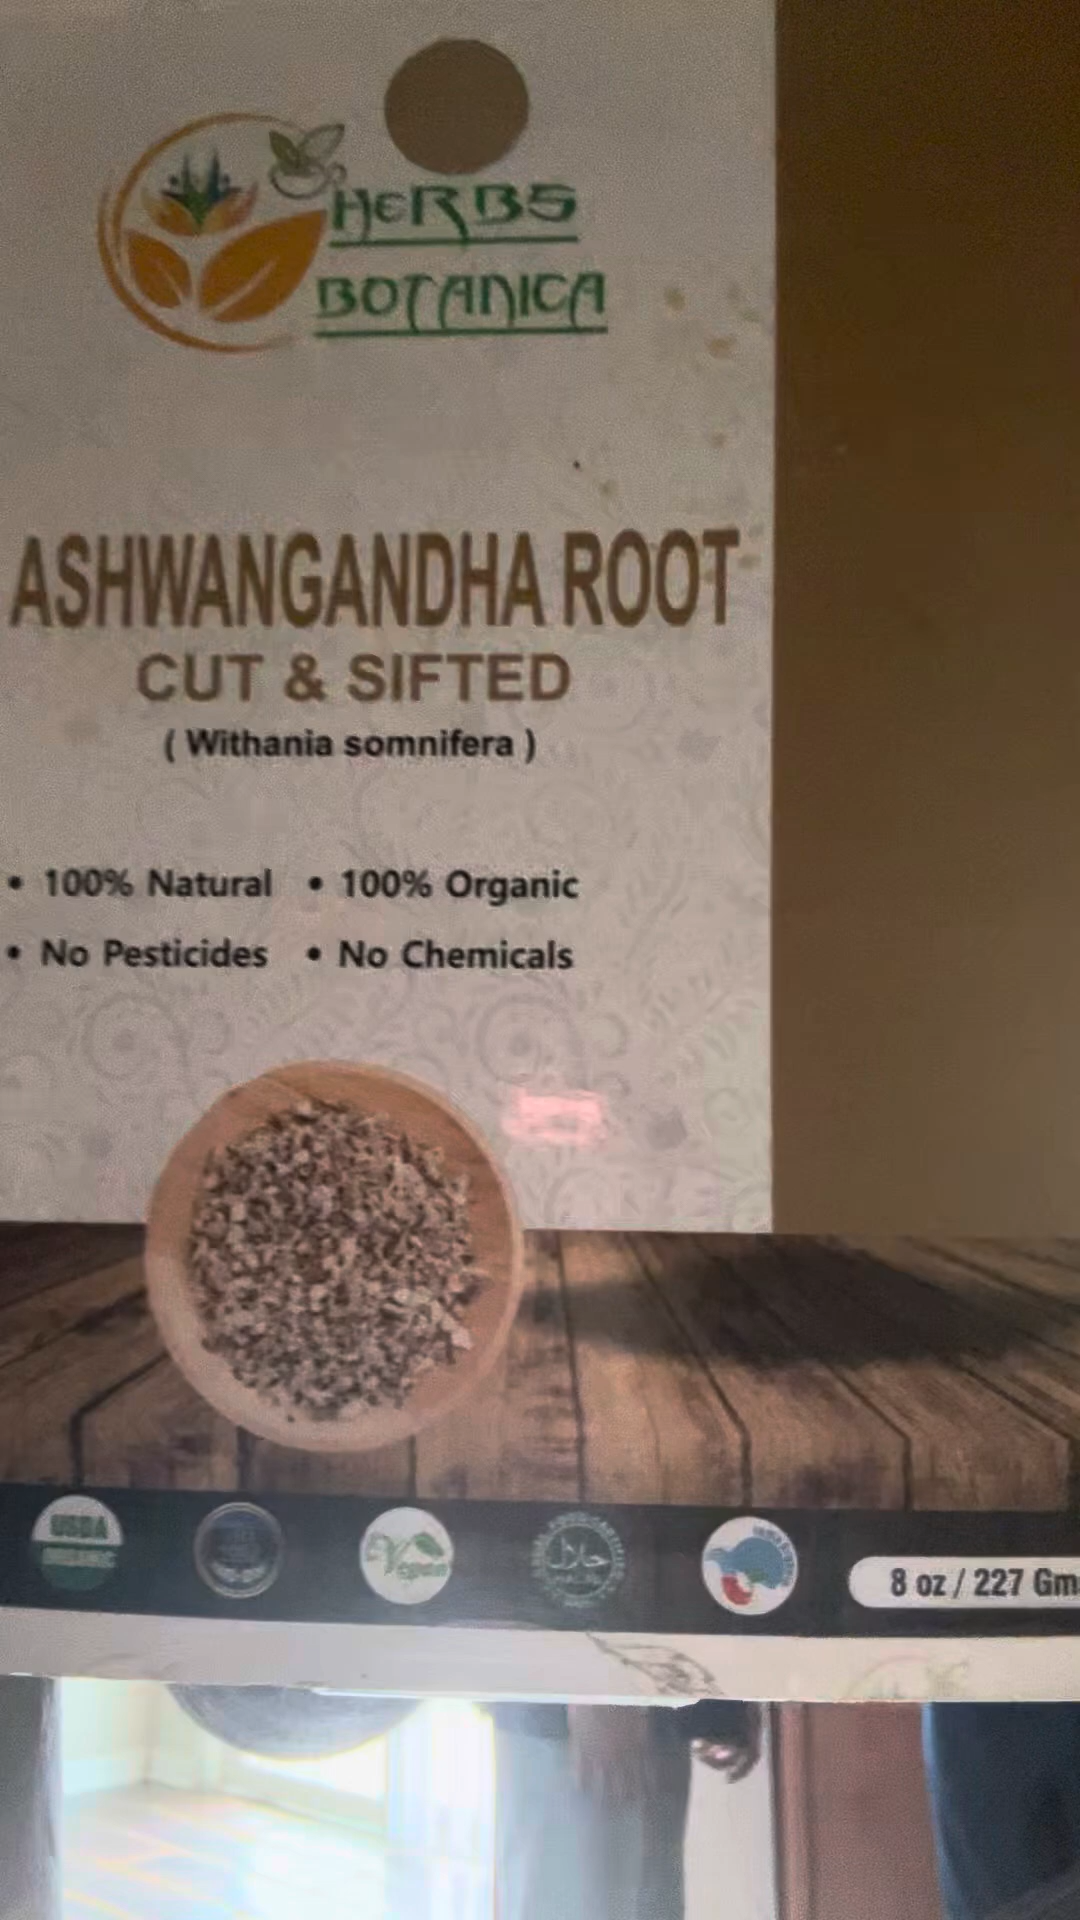 HERBS
BOTANICA
ASHWANGANDHA ROOT
CUT & SIFTED
( Withania somnifera )
• 100% Natural • 100% Organic
• No Pesticides • No Chemicals
USDA
ORGANIC
Vegan
حلال
8 oz / 227 Gm